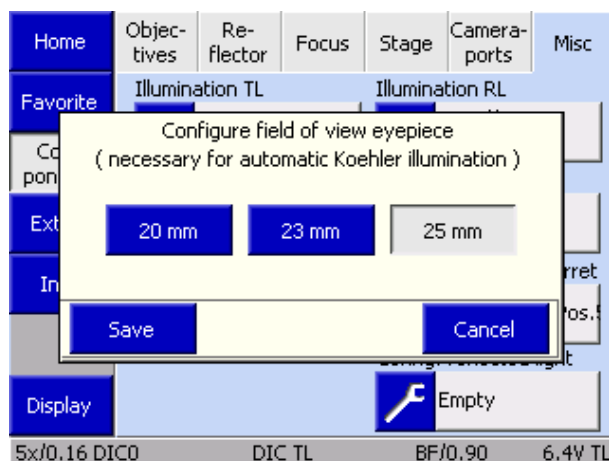 Home
Objec-
tives
Re-
flector
Focus
Stage
Camera-
ports
Misc
Favorite
Illumination TL
Illumination RL
Configure field of view eyepiece
( necessary for automatic Koehler illumination )
20 mm
23 mm
25 mm
Save
Cancel
Display
Empty
5x/0.16 DIC0
DIC TL
BF/0.90
6.4V TL